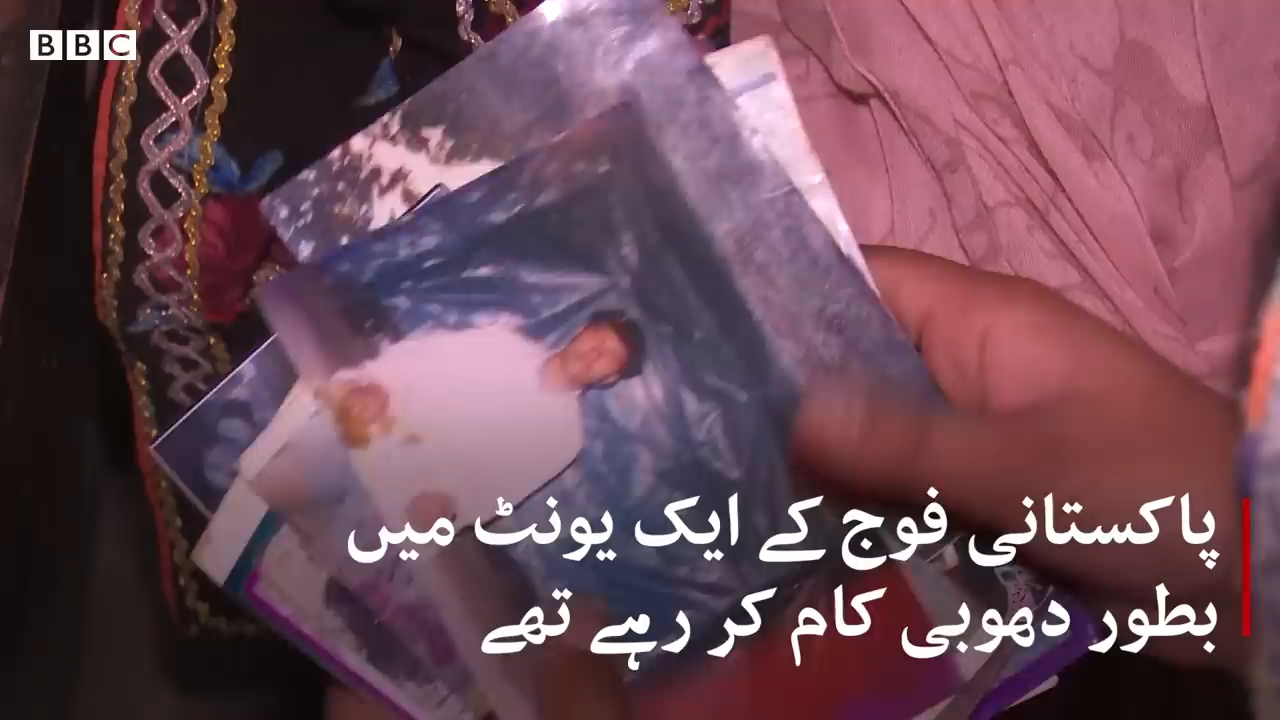 BBC
پاکستانی فوج کے ایک یونٹ میں
بطور دھوبی کام کر رہے تھے